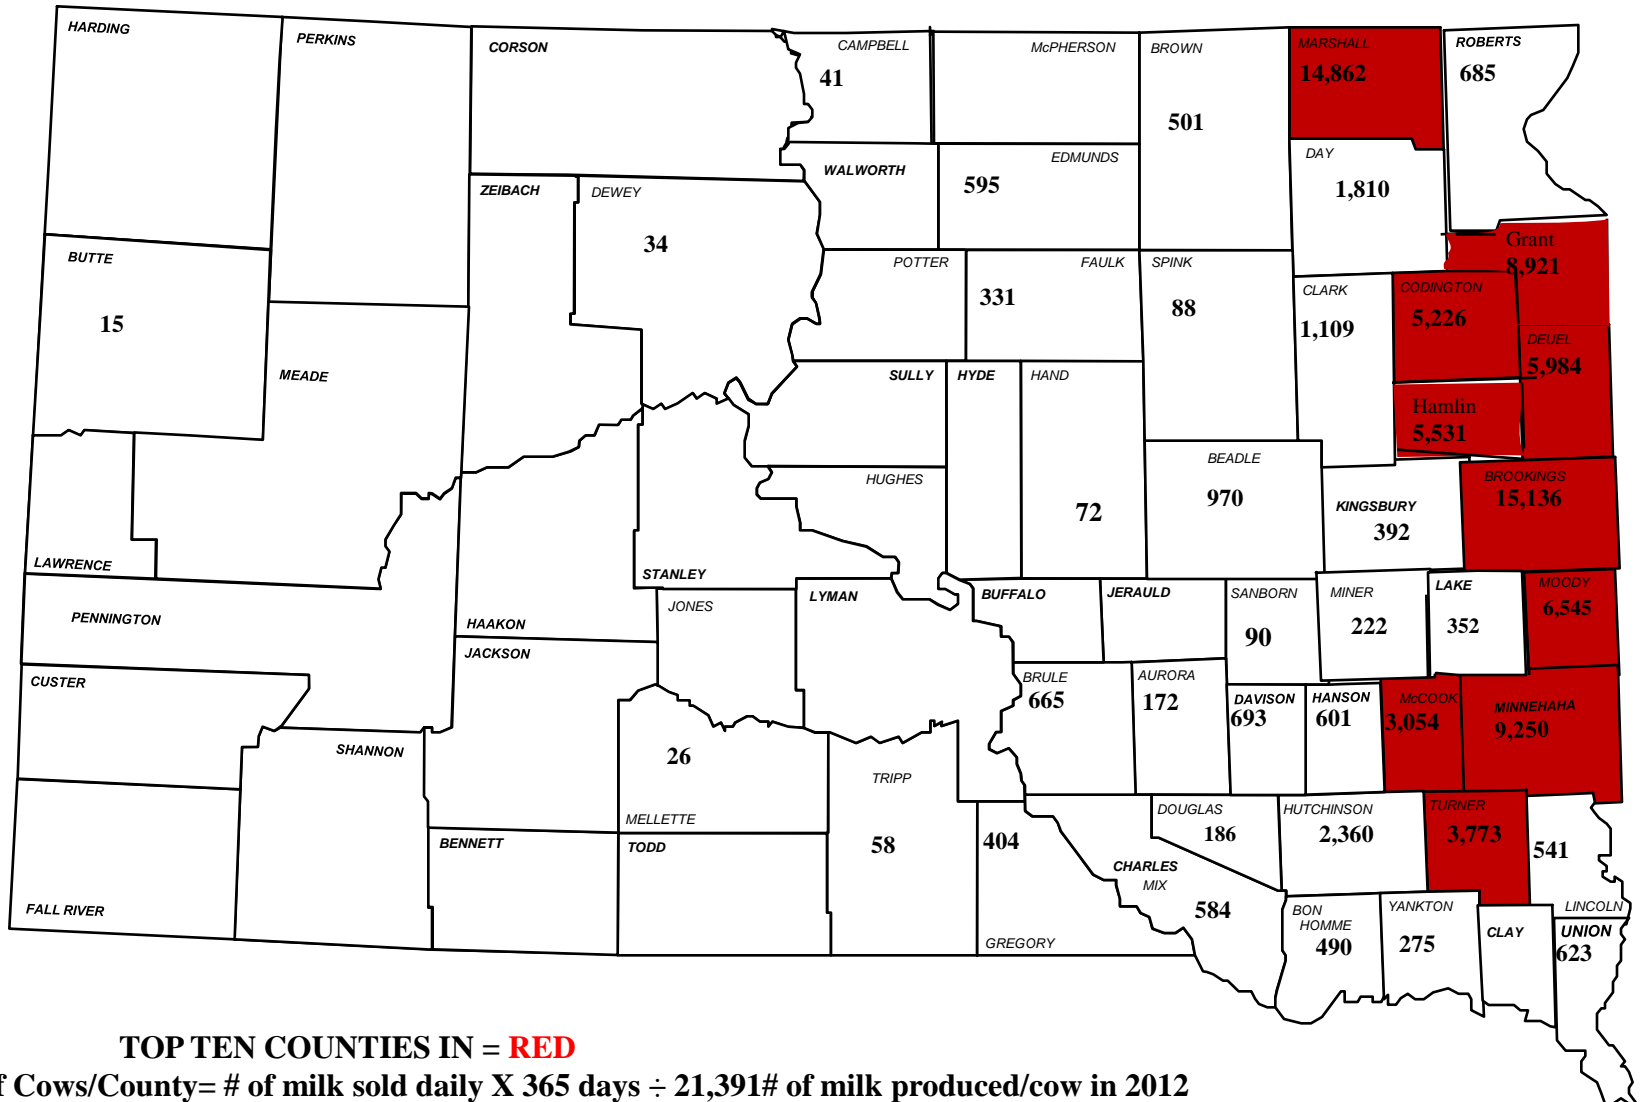 HARDING
PERKINS
CORSON
CAMPBELL
41
McPHERSON
BROWN
501
MARSHALL
14,862
ROBERTS
685
WALWORTH
EDMUNDS
595
DAY
1,810
ZEIBACH
DEWEY
34
BUTTE
15
POTTER
FAULK
331
SPINK
88
CLARK
1,109
Grant
8,921
CODINGTON
5,226
DEUEL
5,984
MEADE
SULLY
HYDE
HAND
72
Hamlin
5,531
HUGHES
BEADLE
970
KINGSBURY
392
BROOKINGS
15,136
LAWRENCE
STANLEY
PENNINGTON
HAAKON
JONES
LYMAN
BUFFALO
JERAULD
SANBORN
90
MINER
222
LAKE
352
MOODY
6,545
JACKSON
CUSTER
BRULE
665
AURORA
172
DAVISON
693
HANSON
601
McCOOK
3,054
MINNEHAHA
9,250
SHANNON
26
MELLETTE
TRIPP
58
404
GREGORY
DOUGLAS
186
HUTCHINSON
2,360
TURNER
3,773
541
LINCOLN
BENNETT
TODD
CHARLES
MIX
584
FALL RIVER
BON
HOMME
490
YANKTON
275
CLAY
UNION
623
TOP TEN COUNTIES IN = RED
f Cows/County= # of milk sold daily X 365 days ÷ 21,391# of milk produced/cow in 2012